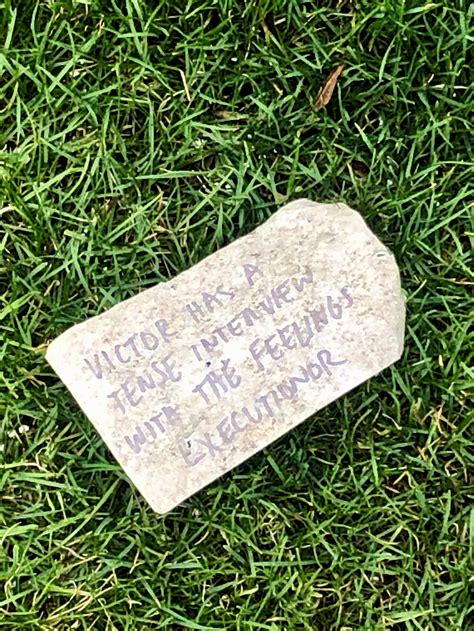 VICTOR HAS A
TENSE INTERVIEW
WITH THE FEELINGS
EXECUTIONOR